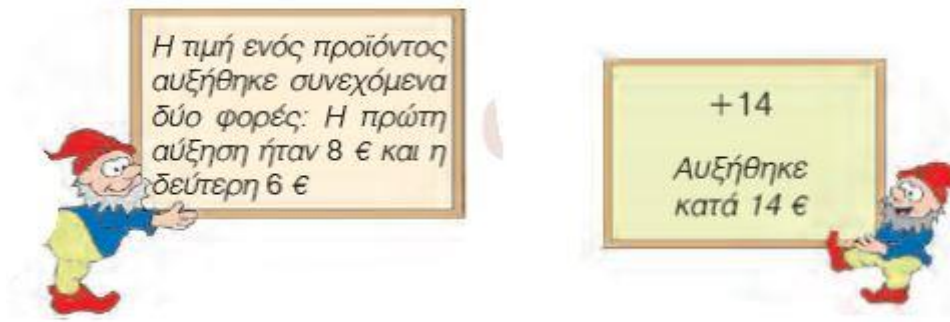 Η τιμή ενός προϊόντος
αυξήθηκε συνεχόμενα
δύο φορές: Η πρώτη
αύξηση ήταν 8 € και η
δεύτερη 6 €
+14
Αυξήθηκε
κατά 14 €